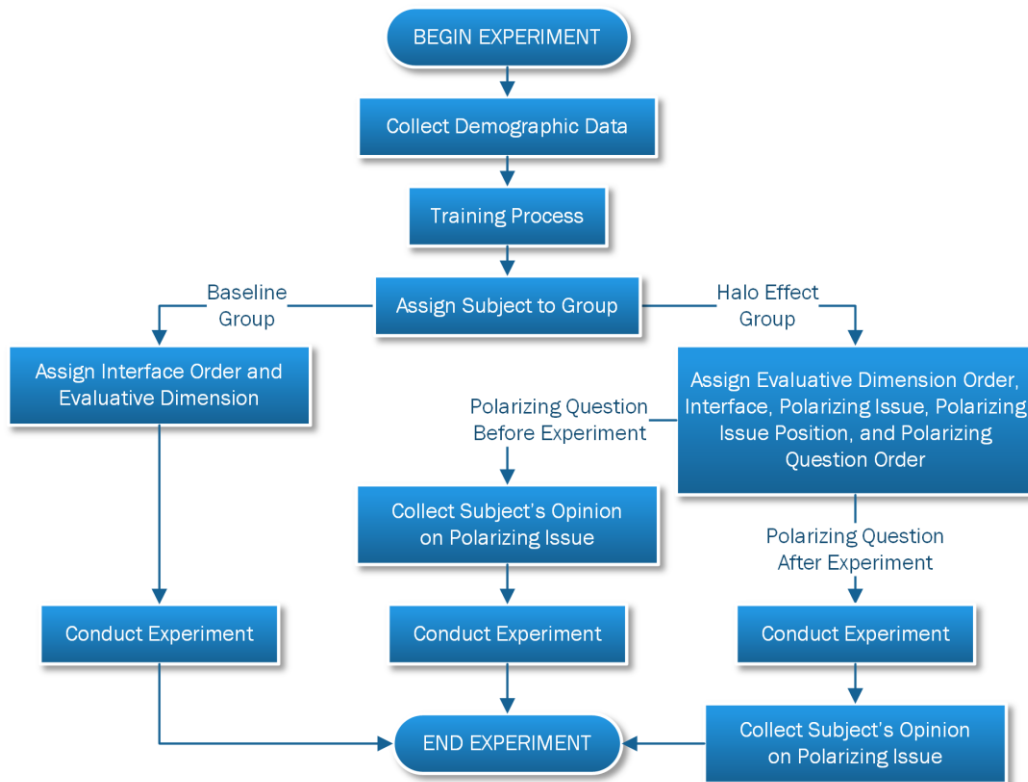 BEGIN EXPERIMENT
Collect Demographic Data
Training Process
Assign Subject to Group
Baseline
Group
Halo Effect
Group
Assign Interface Order and
Evaluative Dimension
Assign Evaluative Dimension Order,
Interface, Polarizing Issue, Polarizing
Issue Position, and Polarizing
Question Order
Polarizing Question
Before Experiment
Collect Subject's Opinion
on Polarizing Issue
Polarizing Question
After Experiment
Conduct Experiment
Conduct Experiment
Conduct Experiment
Collect Subject's Opinion
on Polarizing Issue
END EXPERIMENT